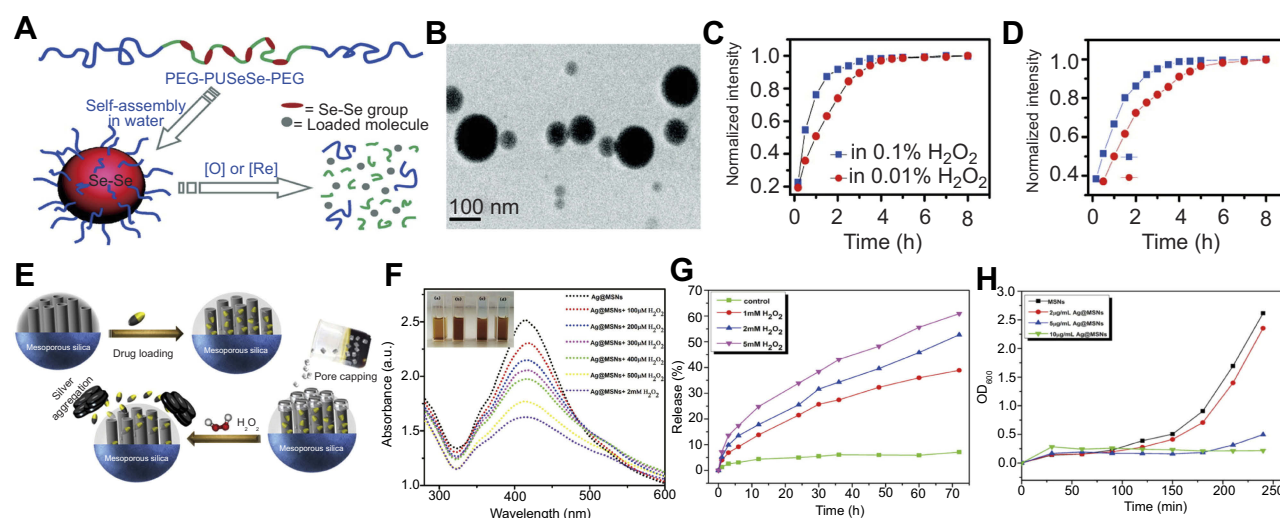 A
PEG-PUSeSe-PEG
Self-assembly
in water
= Se-Se group
= Loaded molecule
Se-Se
[O] or [Re]
B
100 nm
C
Normalized intensity
1.0
0.8
0.6
0.4
0.2
in 0.1% H₂O₂
in 0.01% H₂O₂
0 2 4 6 8
Time (h)
D
Normalized intensity
1.0
0.8
0.6
0.4
0 2 4 6 8
Time (h)
E
Mesoporous silica
Drug loading
Mesoporous silica
Pore capping
Silver
aggregation
H₂O₂
Mesoporous silica
Mesoporous silica
F
Absorbance (a.u.)
2.5
2.0
1.5
1.0
Ag@MSNs
Ag@MSNs+ 100μM H₂O₂
Ag@MSNs+ 200μM H₂O₂
Ag@MSNs+ 300μM H₂O₂
Ag@MSNs+ 400μM H₂O₂
Ag@MSNs+ 500μM H₂O₂
Ag@MSNs+ 2mM H₂O₂
300 400 500 600
Wavelength (nm)
G
Release (%)
70
60
50
40
30
20
10
0
control
1mM H₂O₂
2mM H₂O₂
5mM H₂O₂
0 10 20 30 40 50 60 70
Time (h)
H
OD₆₀₀
3.0
2.5
2.0
1.5
1.0
0.5
0.0
MSNs
2μg/mL Ag@MSNs
5μg/mL Ag@MSNs
10μg/mL Ag@MSNs
0 50 100 150 200 250
Time (min)